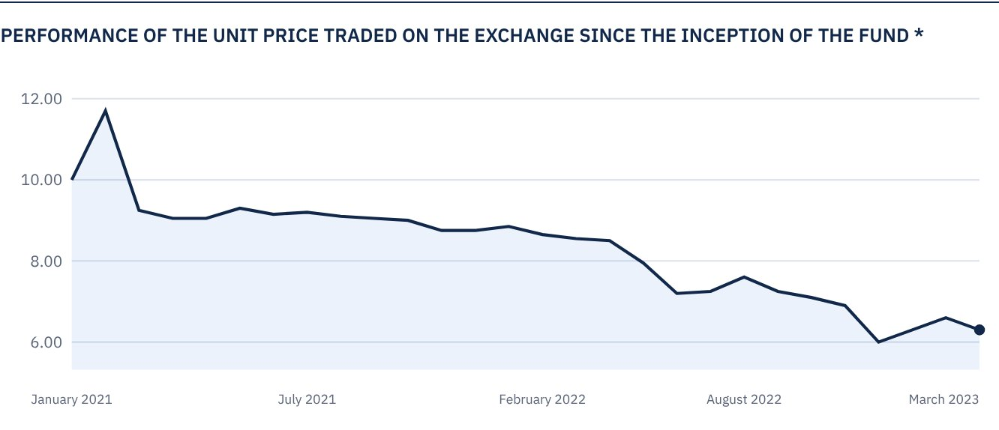 PERFORMANCE OF THE UNIT PRICE TRADED ON THE EXCHANGE SINCE THE INCEPTION OF THE FUND *
12.00
10.00
8.00
6.00
January 2021 July 2021 February 2022 August 2022 March 2023